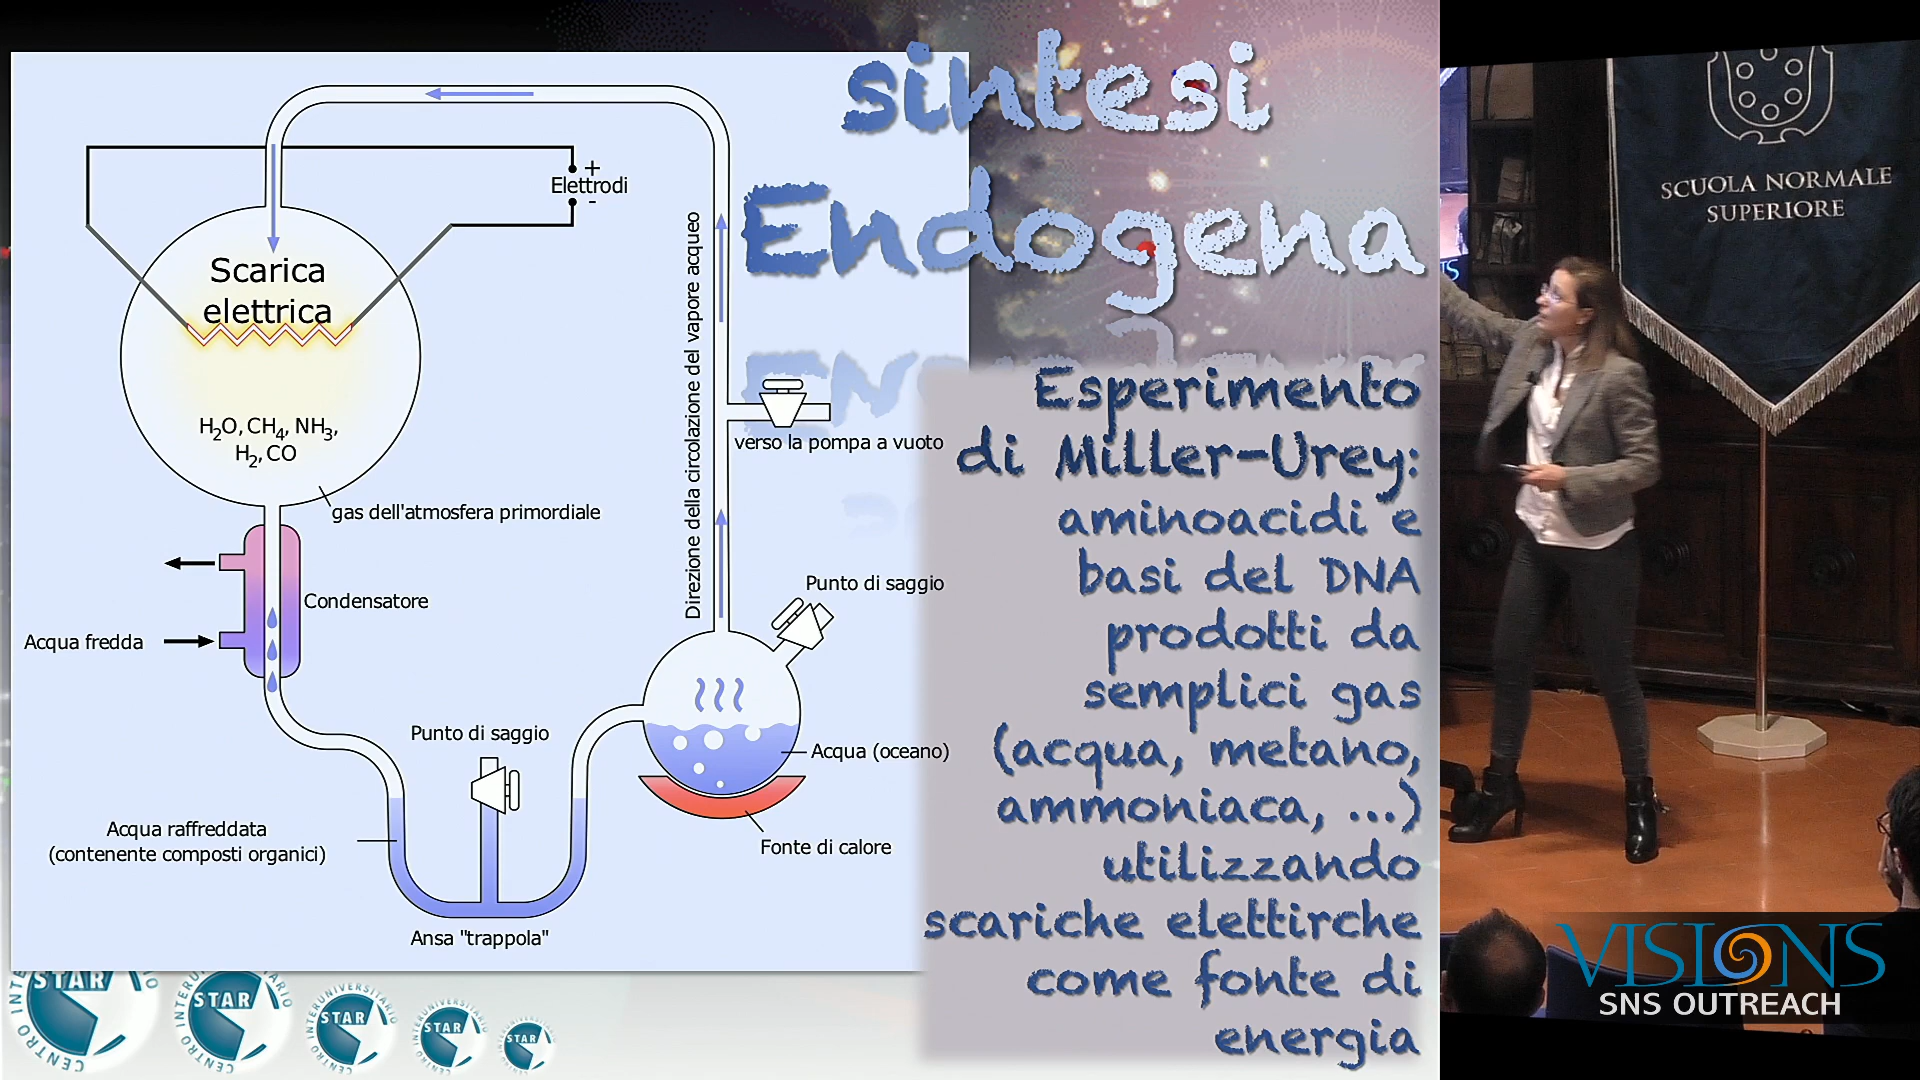 sintesi
Endogena
+
Elettrodi
-
Scarica
elettrica
H2O, CH4, NH3,
H2, CO
gas dell'atmosfera primordiale
Direzione della circolazione del vapore acqueo
verso la pompa a vuoto
Condensatore
Acqua fredda
Punto di saggio
Punto di saggio
Acqua (oceano)
Fonte di calore
Acqua raffreddata
(contenente composti organici)
Ansa "trappola"
Esperimento
di Miller-Urey:
aminoacidi e
basi del DNA
prodotti da
semplici gas
(acqua, metano,
ammoniaca, ...)
utilizzando
scariche elettirche
come fonte di
energia
STAR
STAR
CENTRO INTERUNIVERSITARIO
STAR
STAR
STAR
SCUOLA NORMALE
SUPERIORE
VISIONS
SNS OUTREACH